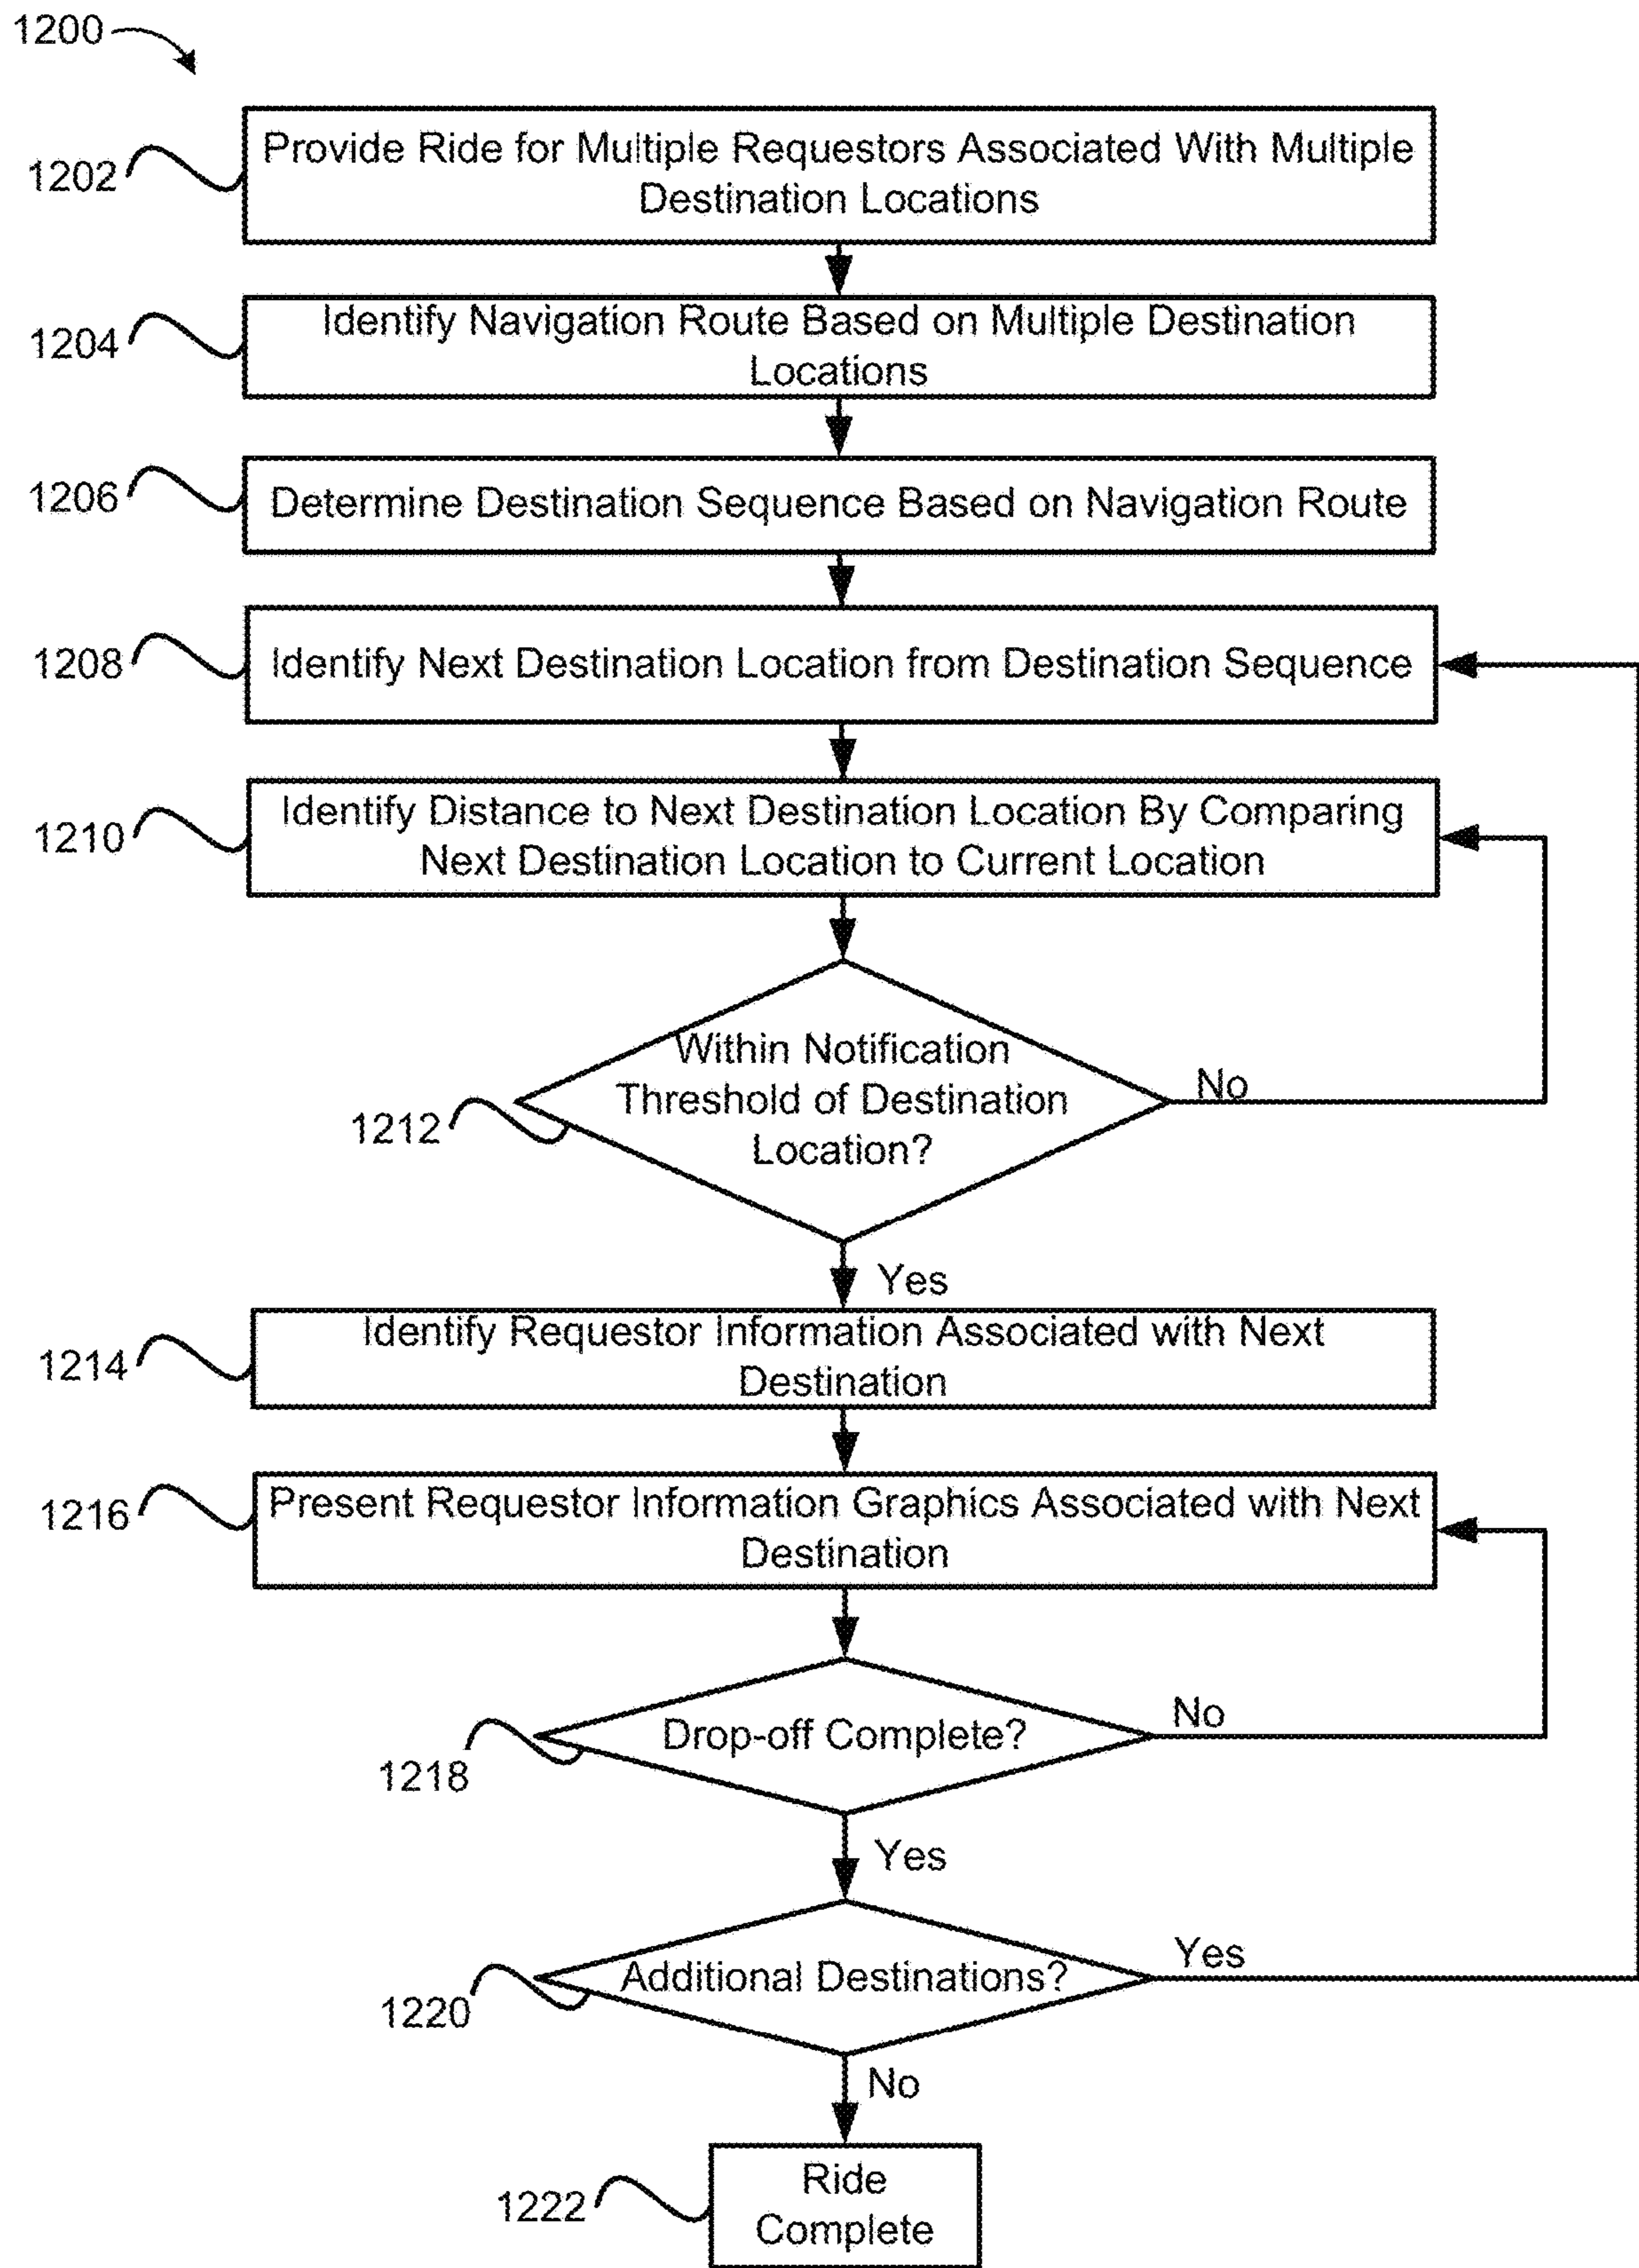 1200
1202
Provide Ride for Multiple Requestors Associated With Multiple
Destination Locations
1204
Identify Navigation Route Based on Multiple Destination
Locations
1206
Determine Destination Sequence Based on Navigation Route
1208
Identify Next Destination Location from Destination Sequence
1210
Identify Distance to Next Destination Location By Comparing
Next Destination Location to Current Location
1212
Within Notification
Threshold of Destination
Location?
No
Yes
1214
Identify Requestor Information Associated with Next
Destination
1216
Present Requestor Information Graphics Associated with Next
Destination
1218
Drop-off Complete?
No
Yes
1220
Additional Destinations?
Yes
No
1222
Ride
Complete